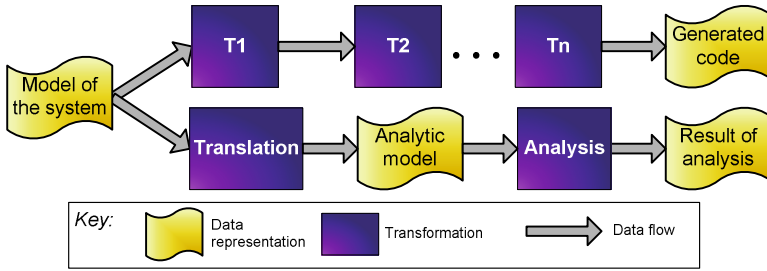 T1
T2
. . .
Tn
Generated
code
Model of
the system
Translation
Analytic
model
Analysis
Result of
analysis
Key:
Data
representation
Transformation
Data flow